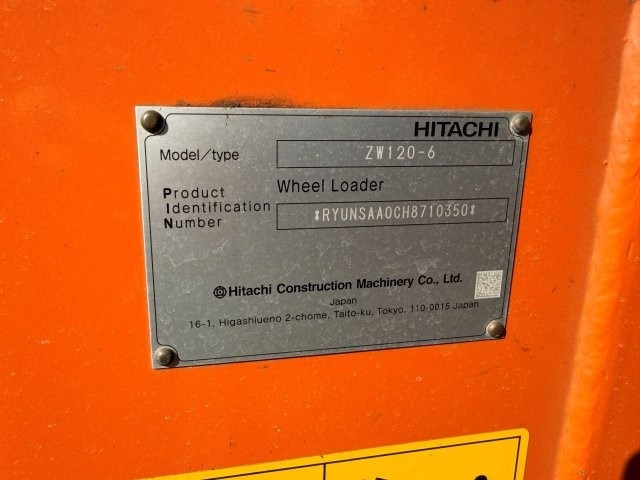 HITACHI
Model/type ZW120-6
Product Identification Number
Wheel Loader
*RYUNSAA0CH8710350*
Hitachi Construction Machinery Co., Ltd.
Japan
16-1, Higashiueno 2-chome, Taito-ku, Tokyo. 110-0015 Japan